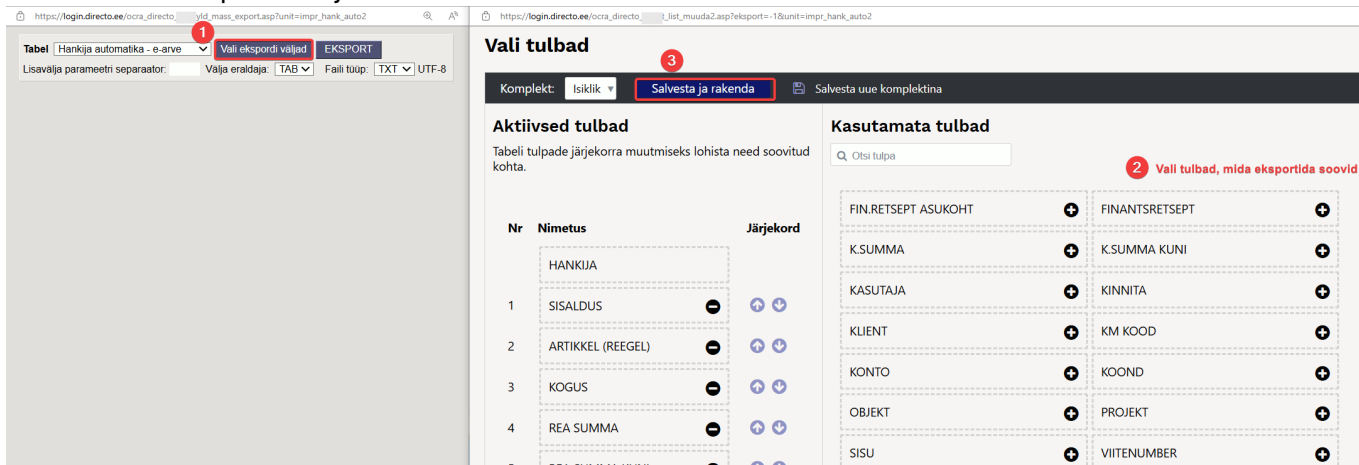 https://login.directo.ee/ocra_directo_ yld_mass_export.asp?unit=impr_hank_auto2
1
Tabel Hankija automatika - e-arve Vali ekspordi väljad EKSPORT
Lisavälja parameetri separaator: Välja eraldaja: TAB Faili tüüp: TXT UTF-8
https://login.directo.ee/ocra_directo_ t_list_muuda2.asp?eksport=-1&unit=impr_hank_auto2
Vali tulbad
3
Komplekt: Isiklik Salvesta ja rakenda Salvesta uue komplektina
Aktiivsed tulbad
Tabeli tulpade järjekorra muutmiseks lohista need soovitud
kohta.
Nr Nimetus Järjekord
HANKIJA
1 SISALDUS
2 ARTIKKEL (REEGEL)
3 KOGUS
4 REA SUMMA
Kasutamata tulbad
Otsi tulpa
2 Vali tulbad, mida eksportida soovid
FIN.RETSEPT ASUKOHT FINANTSRETSEPT
K.SUMMA K.SUMMA KUNI
KASUTAJA KINNITA
KLIENT KM KOOD
KONTO KOOND
OBJEKT PROJEKT
SISU VIITENUMBER